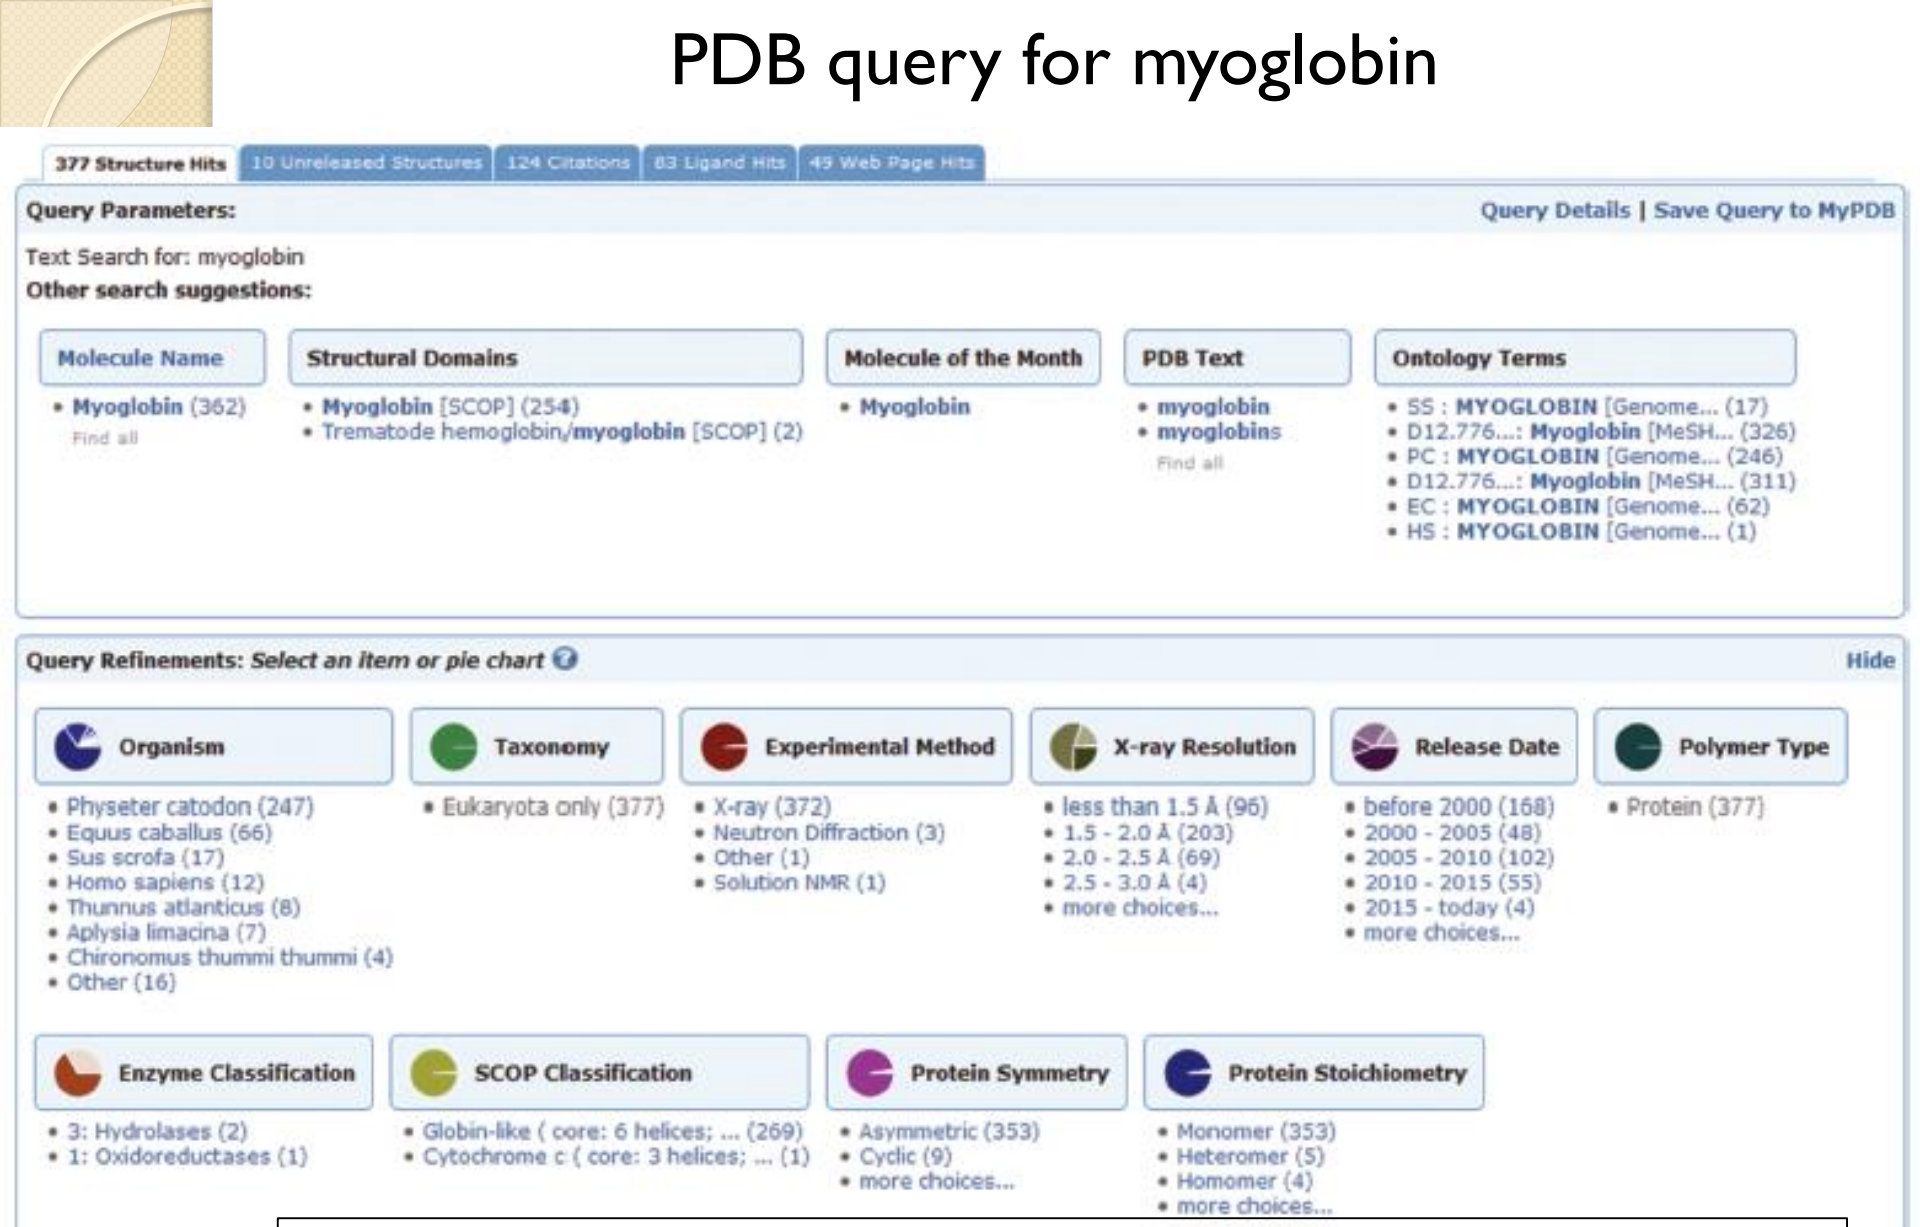 PDB query for myoglobin
377 Structure Hits 10 Unreleased Structures 124 Citations 83 Ligand Hits 49 Web Page Hits
Query Parameters: Query Details | Save Query to MyPDB
Text Search for: myoglobin
Other search suggestions:
Molecule Name
• Myoglobin (362)
Find all
Structural Domains
• Myoglobin [SCOP] (254)
• Trematode hemoglobin/myoglobin [SCOP] (2)
Molecule of the Month
• Myoglobin
PDB Text
• myoglobin
• myoglobins
Find all
Ontology Terms
• SS : MYOGLOBIN [Genome... (17)
• D12.776...: Myoglobin [MeSH... (326)
• PC : MYOGLOBIN [Genome... (246)
• D12.776...: Myoglobin [MeSH... (311)
• EC : MYOGLOBIN [Genome... (62)
• HS : MYOGLOBIN [Genome... (1)
Query Refinements: Select an item or pie chart ? Hide
Organism
• Physeter catodon (247)
• Equus caballus (66)
• Sus scrofa (17)
• Homo sapiens (12)
• Thunnus atlanticus (8)
• Aplysia limacina (7)
• Chironomus thummi thummi (4)
• Other (16)
Taxonomy
• Eukaryota only (377)
Experimental Method
• X-ray (372)
• Neutron Diffraction (3)
• Other (1)
• Solution NMR (1)
X-ray Resolution
• less than 1.5 Å (96)
• 1.5 - 2.0 Å (203)
• 2.0 - 2.5 Å (69)
• 2.5 - 3.0 Å (4)
• more choices...
Release Date
• before 2000 (168)
• 2000 - 2005 (48)
• 2005 - 2010 (102)
• 2010 - 2015 (55)
• 2015 - today (4)
• more choices...
Polymer Type
• Protein (377)
Enzyme Classification
• 3: Hydrolases (2)
• 1: Oxidoreductases (1)
SCOP Classification
• Globin-like ( core: 6 helices; ... (269)
• Cytochrome c ( core: 3 helices; ... (1)
Protein Symmetry
• Asymmetric (353)
• Cyclic (9)
• more choices...
Protein Stoichiometry
• Monomer (353)
• Heteromer (5)
• Homomer (4)
• more choices...